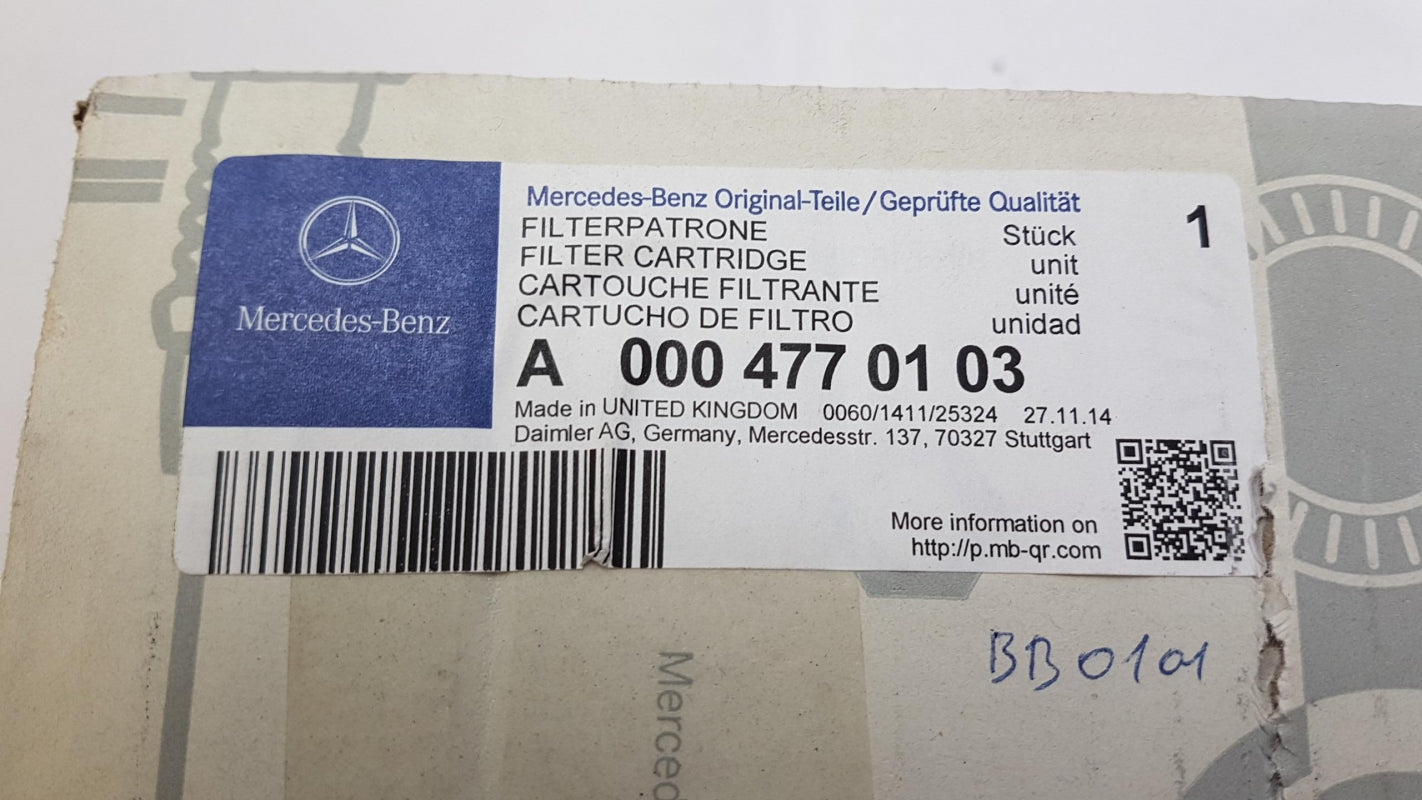 Mercedes-Benz
Mercedes-Benz Original-Teile/Geprüfte Qualität
FILTERPATRONE Stück 1
FILTER CARTRIDGE unit
CARTOUCHE FILTRANTE unité
CARTUCHO DE FILTRO unidad
A 000 477 01 03
Made in UNITED KINGDOM 0060/1411/25324 27.11.14
Daimler AG, Germany, Mercedesstr. 137, 70327 Stuttgart
More information on
http://p.mb-qr.com
BB0101
Merced